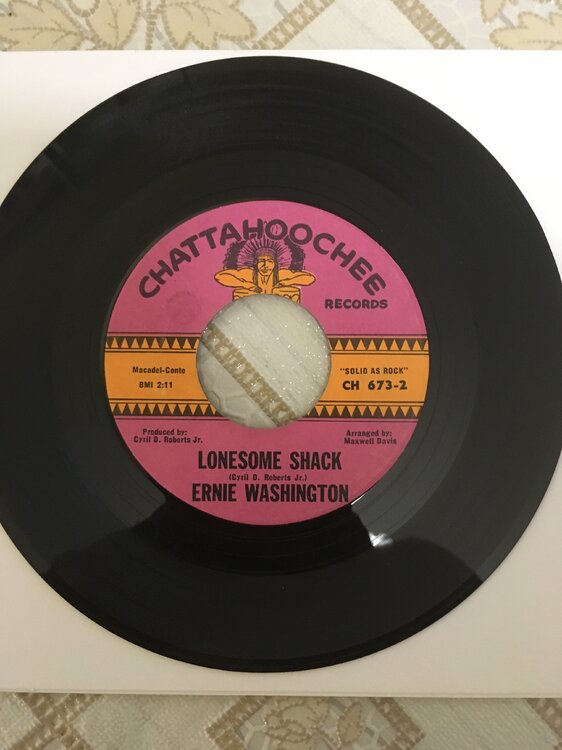 CHATTAHOOCHEE
RECORDS
Macadel-Conte
BMI 2:11
"SOLID AS ROCK"
CH 673-2
Produced by:
Cyril D. Roberts Jr.
Arranged by:
Maxwell Davis
LONESOME SHACK
(Cyril D. Roberts Jr.)
ERNIE WASHINGTON